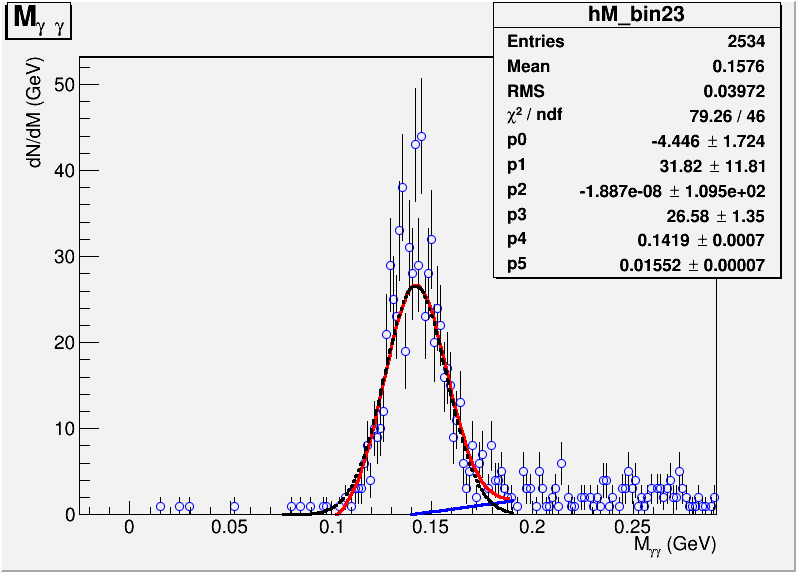 Mγ γ
hM_bin23
Entries 2534
Mean 0.1576
RMS 0.03972
χ² / ndf 79.26 / 46
p0 -4.446 ± 1.724
p1 31.82 ± 11.81
p2 -1.887e-08 ± 1.095e+02
p3 26.58 ± 1.35
p4 0.1419 ± 0.0007
p5 0.01552 ± 0.00007
dN/dM (GeV)
50
40
30
20
10
0
0 0.05 0.1 0.15 0.2 0.25
Mγγ (GeV)